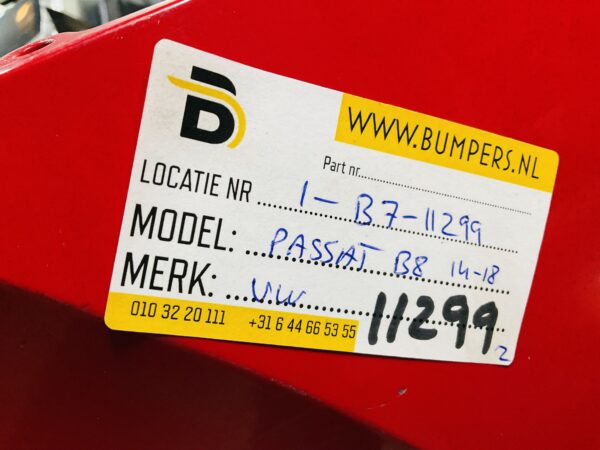 B
WWW.BUMPERS.NL
Part nr.
LOCATIE NR 1 - B7-11299
MODEL: PASSAT B8 14-18
MERK: VW
010 32 20 111 +31 6 44 66 53 55
11299 2